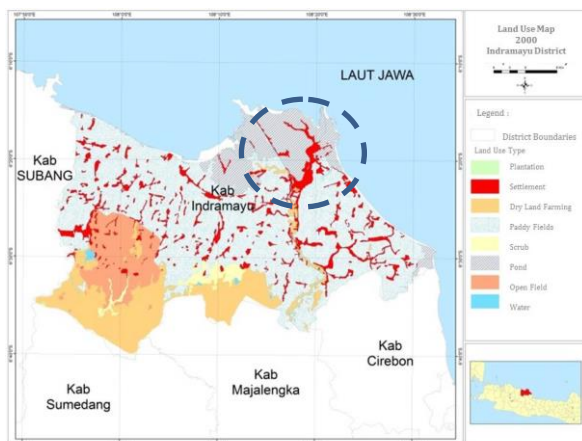 Land Use Map
2000
Indramayu District
LAUT JAWA
Kab
SUBANG
Kab
Indramayu
Kab
Cirebon
Kab
Majalengka
Kab
Sumedang
Legend :
District Boundaries
Land Use Type
Plantation
Settlement
Dry Land Farming
Paddy Fields
Scrub
Pond
Open Field
Water